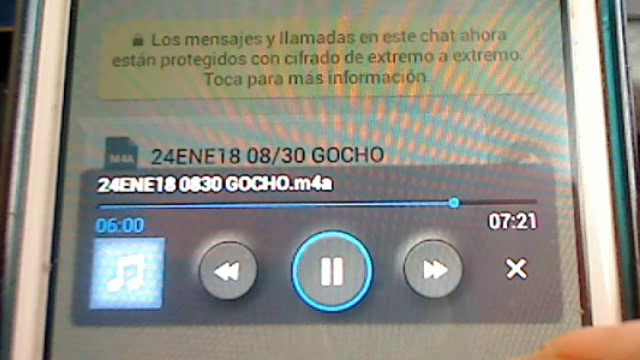 Los mensajes y llamadas en este chat ahora
están protegidos con cifrado de extremo a extremo.
Toca para más información.
M4A
24ENE18 08/30 GOCHO
24ENE18 0830 GOCHO.m4a
06:00
07:21